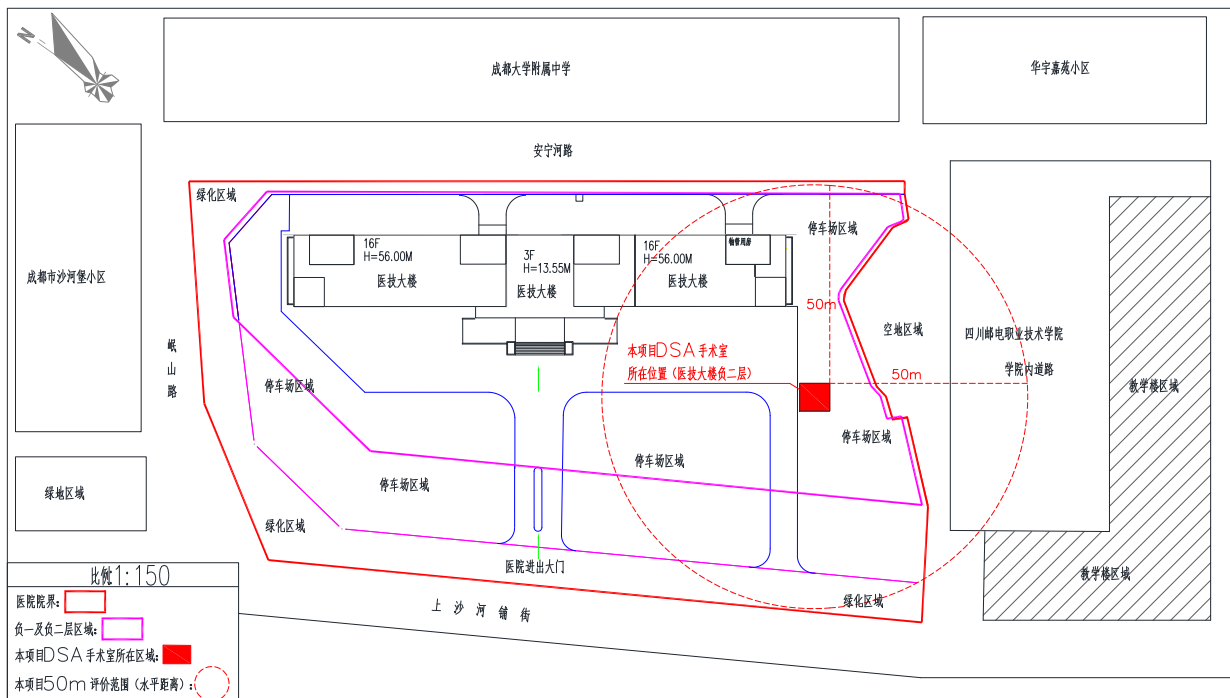 N
成都大学附属中学
华宇嘉苑小区
安宁河路
绿化区域
停车场区域
16F
H=56.00M
医技大楼
3F
H=13.55M
医技大楼
16F
H=56.00M
医技大楼
物管用房
成都市沙河堡小区
50m
空地区域
四川邮电职业技术学院
学院内道路
岷山路
本项目DSA手术室
所在位置（医技大楼负二层）
50m
教学楼区域
停车场区域
停车场区域
停车场区域
停车场区域
绿地区域
绿化区域
医院进出大门
教学楼区域
绿化区域
上沙河铺街
比例1:150
医院院界:
负一及负二层区域:
本项目DSA手术所在区域:
本项目50m评价范围（水平距离）: